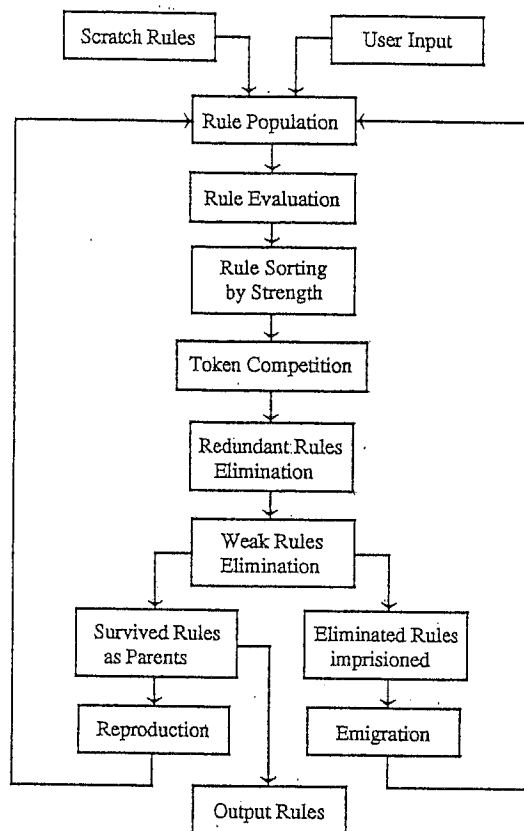 Scratch Rules
User Input
Rule Population
Rule Evaluation
Rule Sorting
by Strength
Token Competition
Redundant Rules
Elimination
Weak Rules
Elimination
Survived Rules
as Parents
Eliminated Rules
imprisioned
Reproduction
Emigration
Output Rules